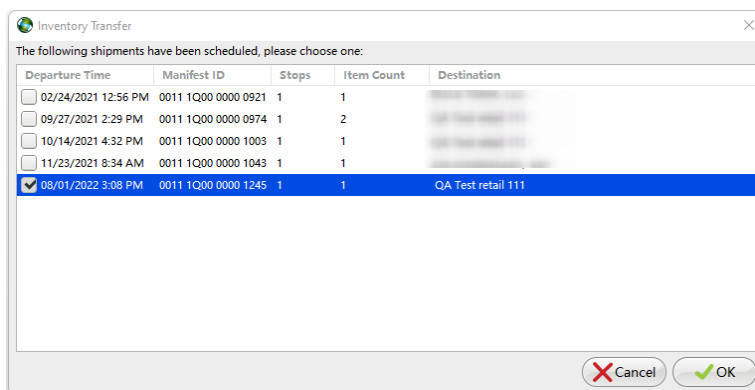 Inventory Transfer
The following shipments have been scheduled, please choose one:
Departure Time Manifest ID Stops Item Count Destination
02/24/2021 12:56 PM 0011 1Q00 0000 0921 1 1
09/27/2021 2:29 PM 0011 1Q00 0000 0974 1 2
10/14/2021 4:32 PM 0011 1Q00 0000 1003 1 1
11/23/2021 8:34 AM 0011 1Q00 0000 1043 1 1
08/01/2022 3:08 PM 0011 1Q00 0000 1245 1 1 QA Test retail 111
Cancel OK